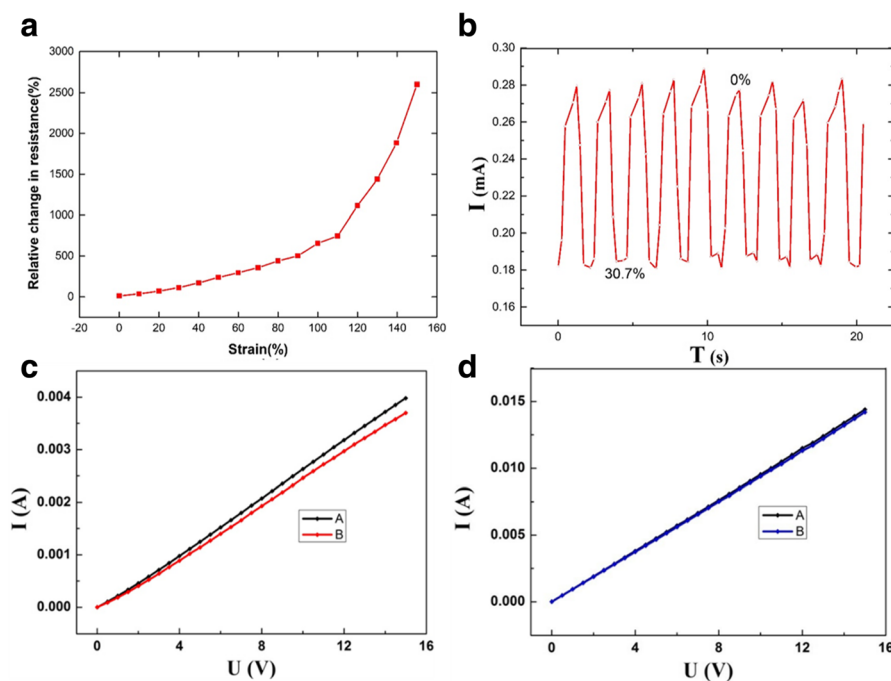 a
3000
2500
2000
1500
1000
500
0
-20 0 20 40 60 80 100 120 140 160
Relative change in resistance(%)
Strain(%)
b
0.30
0.28
0.26
0.24
0.22
0.20
0.18
0.16
0%
30.7%
0 10 20
I (mA)
T (s)
c
0.004
0.003
0.002
0.001
0.000
A
B
0 4 8 12 16
I (A)
U (V)
d
0.015
0.010
0.005
0.000
A
B
0 4 8 12 16
I (A)
U (V)